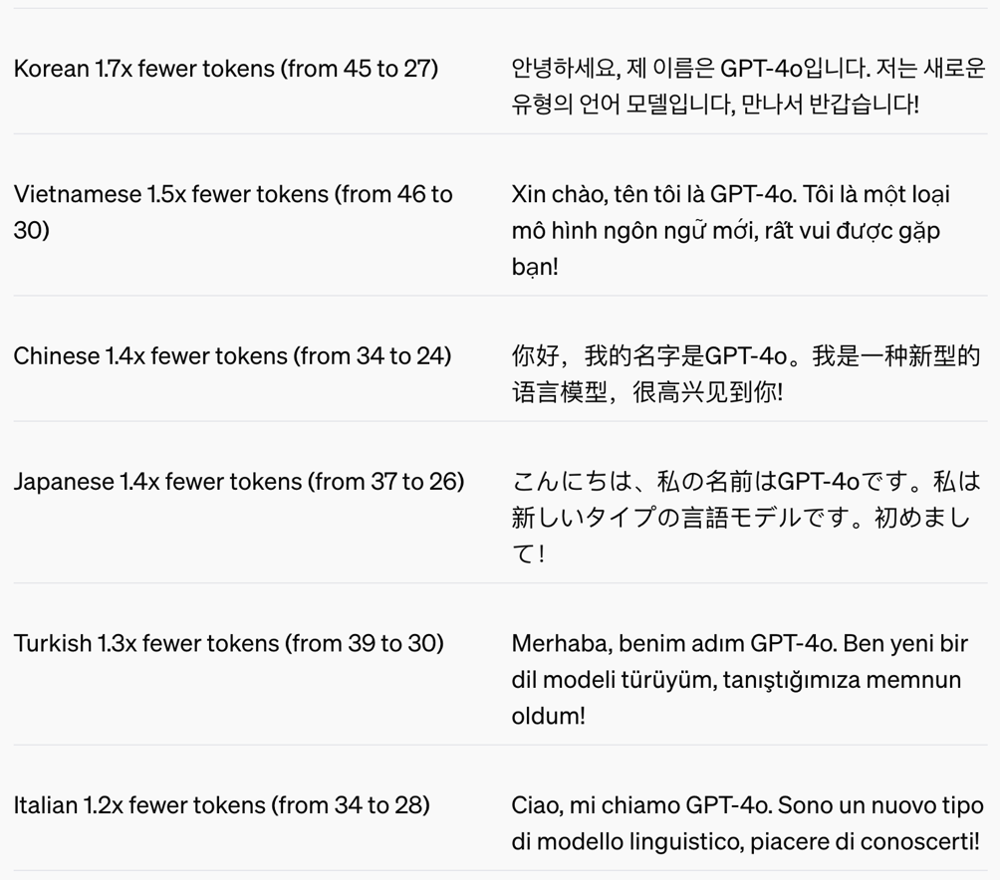 Korean 1.7x fewer tokens (from 45 to 27)
안녕하세요, 제 이름은 GPT-4o입니다. 저는 새로운
유형의 언어 모델입니다, 만나서 반갑습니다!
Vietnamese 1.5x fewer tokens (from 46 to
30)
Xin chào, tên tôi là GPT-4o. Tôi là một loại
mô hình ngôn ngữ mới, rất vui được gặp
bạn!
Chinese 1.4x fewer tokens (from 34 to 24)
你好，我的名字是GPT-4o。我是一种新型的
语言模型，很高兴见到你!
Japanese 1.4x fewer tokens (from 37 to 26)
こんにちは、私の名前はGPT-4oです。私は
新しいタイプの言語モデルです。初めまし
て！
Turkish 1.3x fewer tokens (from 39 to 30)
Merhaba, benim adım GPT-4o. Ben yeni bir
dil modeli türüyüm, tanıştığımıza memnun
oldum!
Italian 1.2x fewer tokens (from 34 to 28)
Ciao, mi chiamo GPT-4o. Sono un nuovo tipo
di modello linguistico, piacere di conoscerti!